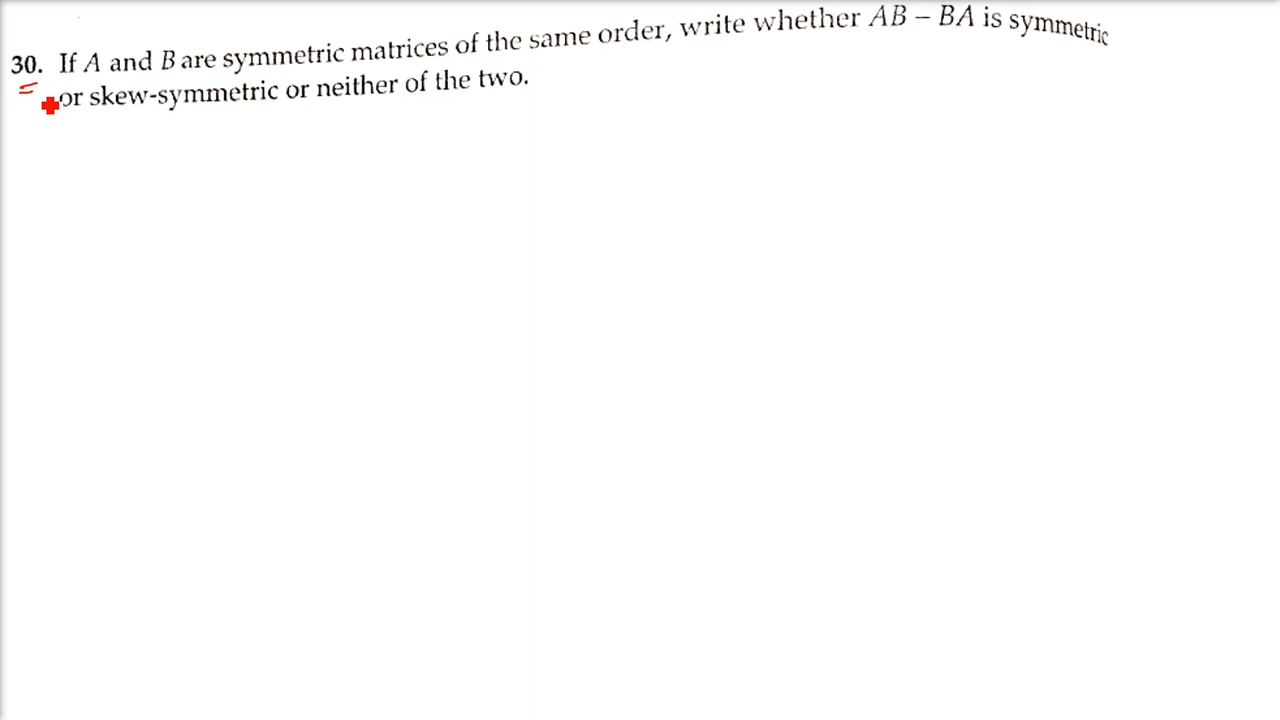 30. If A and B are symmetric matrices of the same order, write whether AB – BA is symmetric
or skew-symmetric or neither of the two.